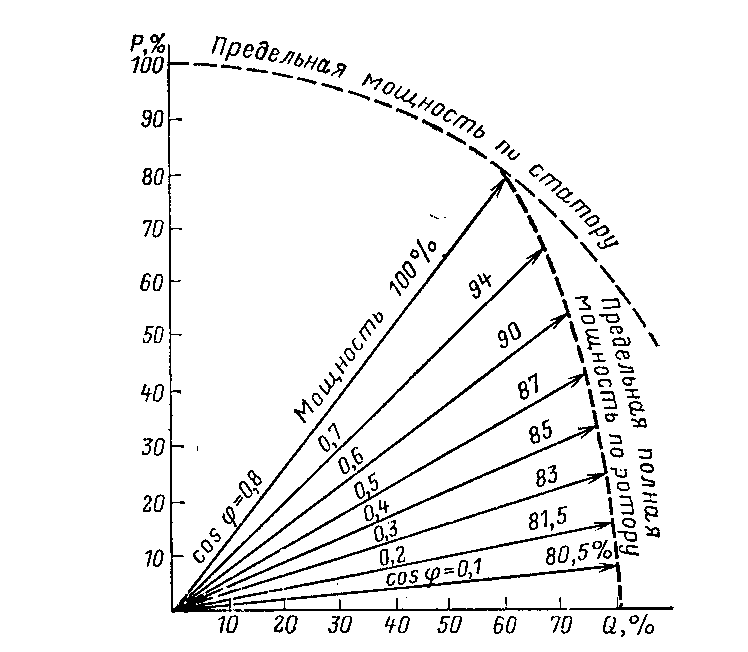 P,%
Предельная мощность по статору
100
90
80
70
60
50
40
30
20
10
Мощность 100%
94
90
87
85
83
81,5
80,5%
Предельная полная
мощность по ротору
cos φ=0,8
0,7
0,6
0,5
0,4
0,3
0,2
cos φ=0,1
10 20 30 40 50 60 70 Q,%